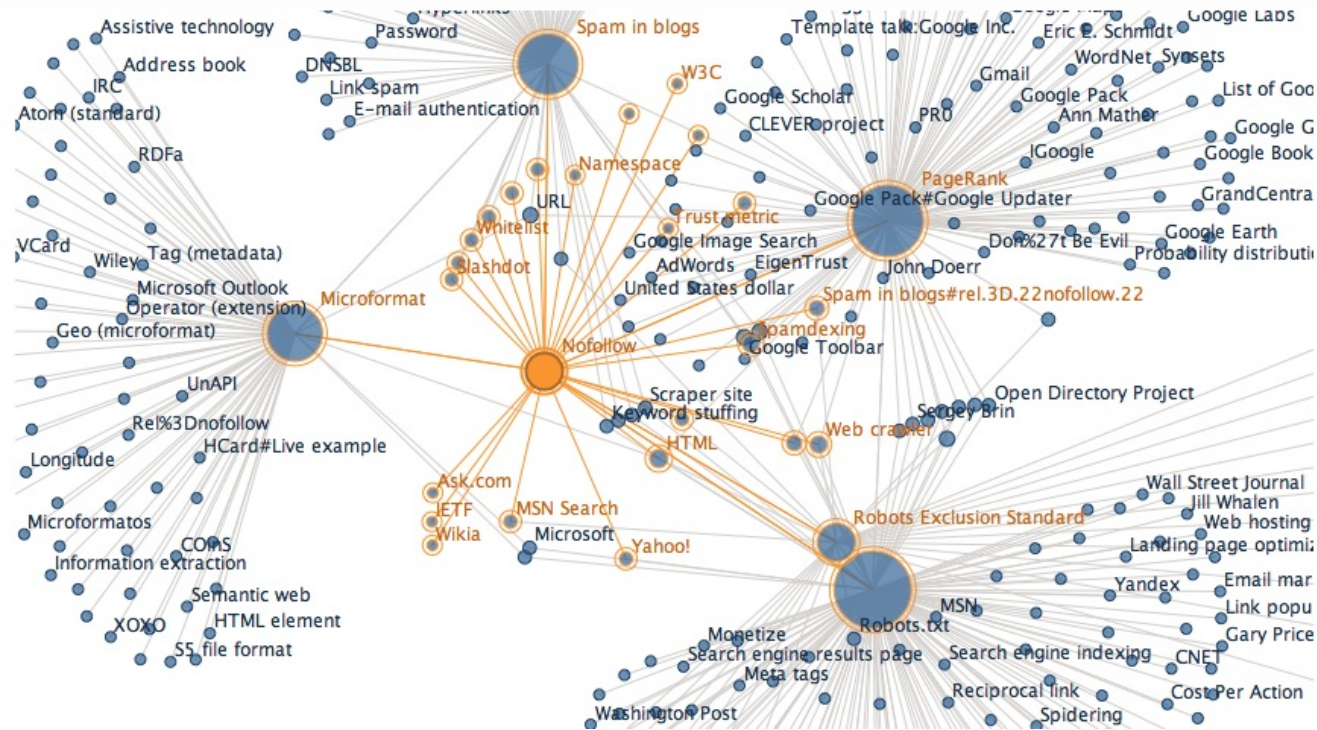 Hyperlinks
Password
DNSBL
Link spam
E-mail authentication
Assistive technology
Address book
IRC
Atom (standard)
RDFa
VCard
Wiley
Tag (metadata)
Microsoft Outlook
Operator (extension)
Geo (microformat)
Microformat
UnAPI
Rel%3Dnofollow
HCard#Live example
Longitude
Microformatos
COinS
Information extraction
Semantic web
XOXO
HTML element
S5 file format
Spam in blogs
W3C
Namespace
URL
Whitelist
Slashdot
Trust metric
Google Image Search
AdWords
EigenTrust
United States dollar
Nofollow
Spam in blogs#rel.3D.22nofollow.22
Spamdexing
Google Toolbar
Scraper site
Keyword stuffing
HTML
Web crawler
Ask.com
IETF
Wikia
MSN Search
Microsoft
Yahoo!
Template talk:Google Inc.
Eric E. Schmidt
Google Labs
WordNet
Synsets
Gmail
Google Scholar
Google Pack
List of Goo
CLEVER project
PR0
Ann Mather
Google G
IGoogle
Google Book
PageRank
Google Pack#Google Updater
GrandCentra
Don%27t Be Evil
Google Earth
Probability distributi
John Doerr
Open Directory Project
Sergey Brin
Robots Exclusion Standard
Wall Street Journal
Jill Whalen
Web hosting
Landing page optimiz
Yandex
Email mar
MSN
Link popu
Robots.txt
Gary Price
Monetize
Search engine results page
Search engine indexing
CNET
Meta tags
Reciprocal link
Cost Per Action
Washington Post
Spidering